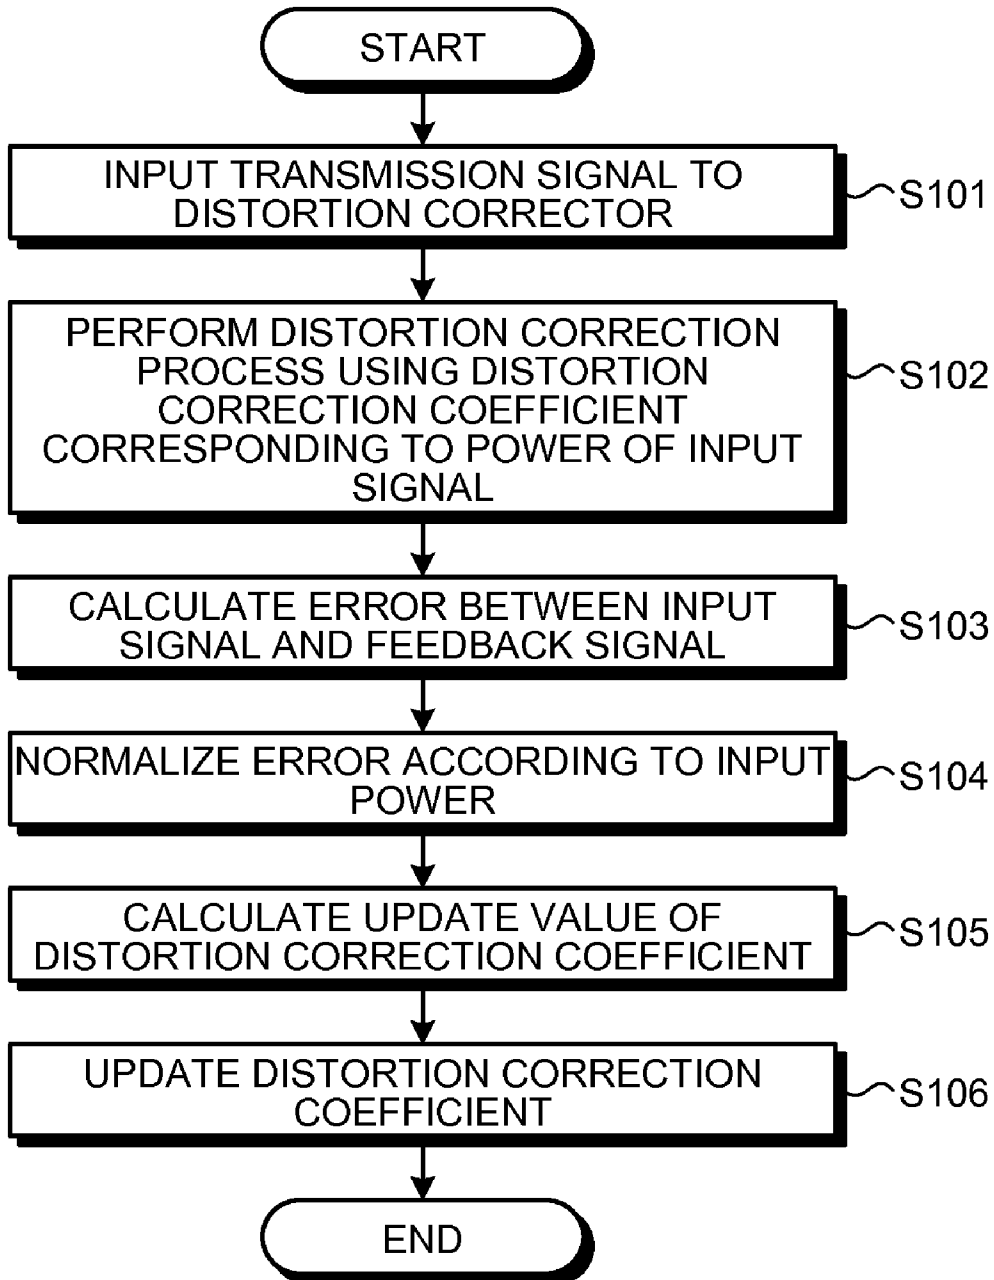 START
INPUT TRANSMISSION SIGNAL TO
DISTORTION CORRECTOR
S101
PERFORM DISTORTION CORRECTION
PROCESS USING DISTORTION
CORRECTION COEFFICIENT
CORRESPONDING TO POWER OF INPUT
SIGNAL
S102
CALCULATE ERROR BETWEEN INPUT
SIGNAL AND FEEDBACK SIGNAL
S103
NORMALIZE ERROR ACCORDING TO INPUT
POWER
S104
CALCULATE UPDATE VALUE OF
DISTORTION CORRECTION COEFFICIENT
S105
UPDATE DISTORTION CORRECTION
COEFFICIENT
S106
END